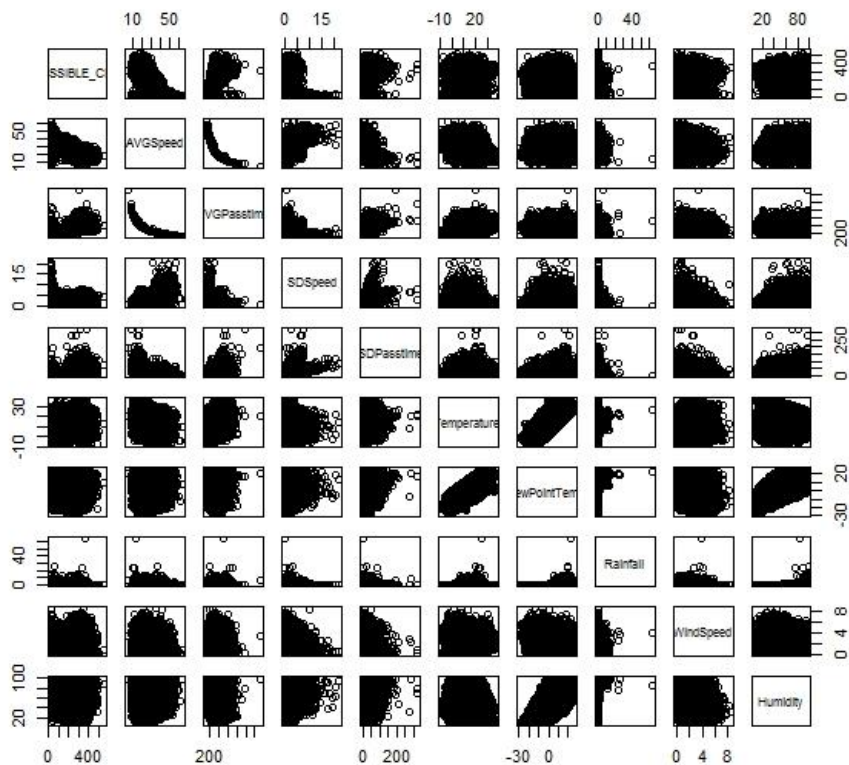 10 50 0 15 -10 20 0 40 20 80
SSIBLE_C 0 400
10 50 AVGSpeed
VGPasstim 200
0 15 SDSpeed
SDPasstime 0 250
-10 30 Temperature
ewPointTem -30 20
0 40 Rainfall
WindSpeed 0 4 8
20 100 Humidity
0 400 200 0 200 -30 0 0 4 8